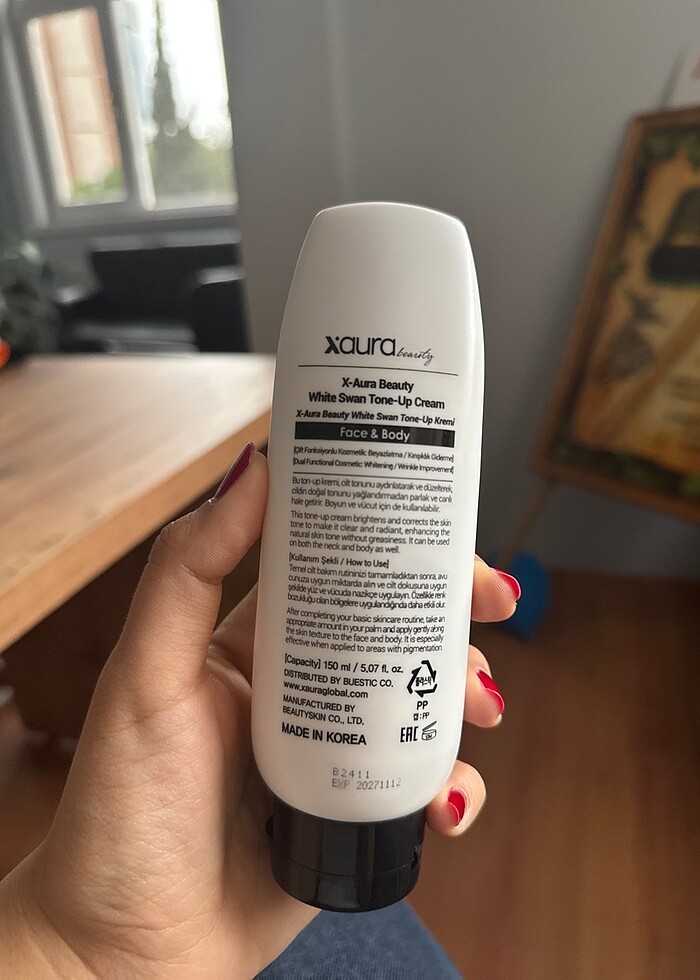 xaura beauty
X-Aura Beauty
White Swan Tone-Up Cream
X-Aura Beauty White Swan Tone-Up Kremi
Face & Body
[Çift Fonksiyonlu Kozmetik: Beyazlatma / Kırışıklık Giderme]
[Dual Functional Cosmetic: Whitening / Wrinkle Improvement]
Bu ton-up kremi, cilt tonunu aydınlatarak ve düzelterek,
cildin doğal tonunu yağlandırmadan parlak ve canlı
hale getirir. Boyun ve vücut için de kullanılabilir.
This tone-up cream brightens and corrects the skin
tone to make it clear and radiant, enhancing the
natural skin tone without greasiness. It can be used
on both the neck and body as well.
[Kullanım Şekli / How to Use]
Temel cilt bakım rutininizi tamamladıktan sonra, avu
cunuza uygun miktarda alın ve cilt dokusuna uygun
şekilde yüz ve vücuda nazikçe uygulayın. Özellikle renk
bozukluğu olan bölgelere uygulandığında daha etkili olur.
After completing your basic skincare routine, take an
appropriate amount in your palm and apply gently along
the skin texture to the face and body. It is especially
effective when applied to areas with pigmentation.
[Capacity] 150 ml / 5,07 fl, oz,
DISTRIBUTED BY BUESTIC CO.
www.xauraglobal.com
MANUFACTURED BY
BEAUTYSKIN CO., LTD.
MADE IN KOREA
플라스틱
PP
캡 : PP
EAC
B2411
EXP 20271112